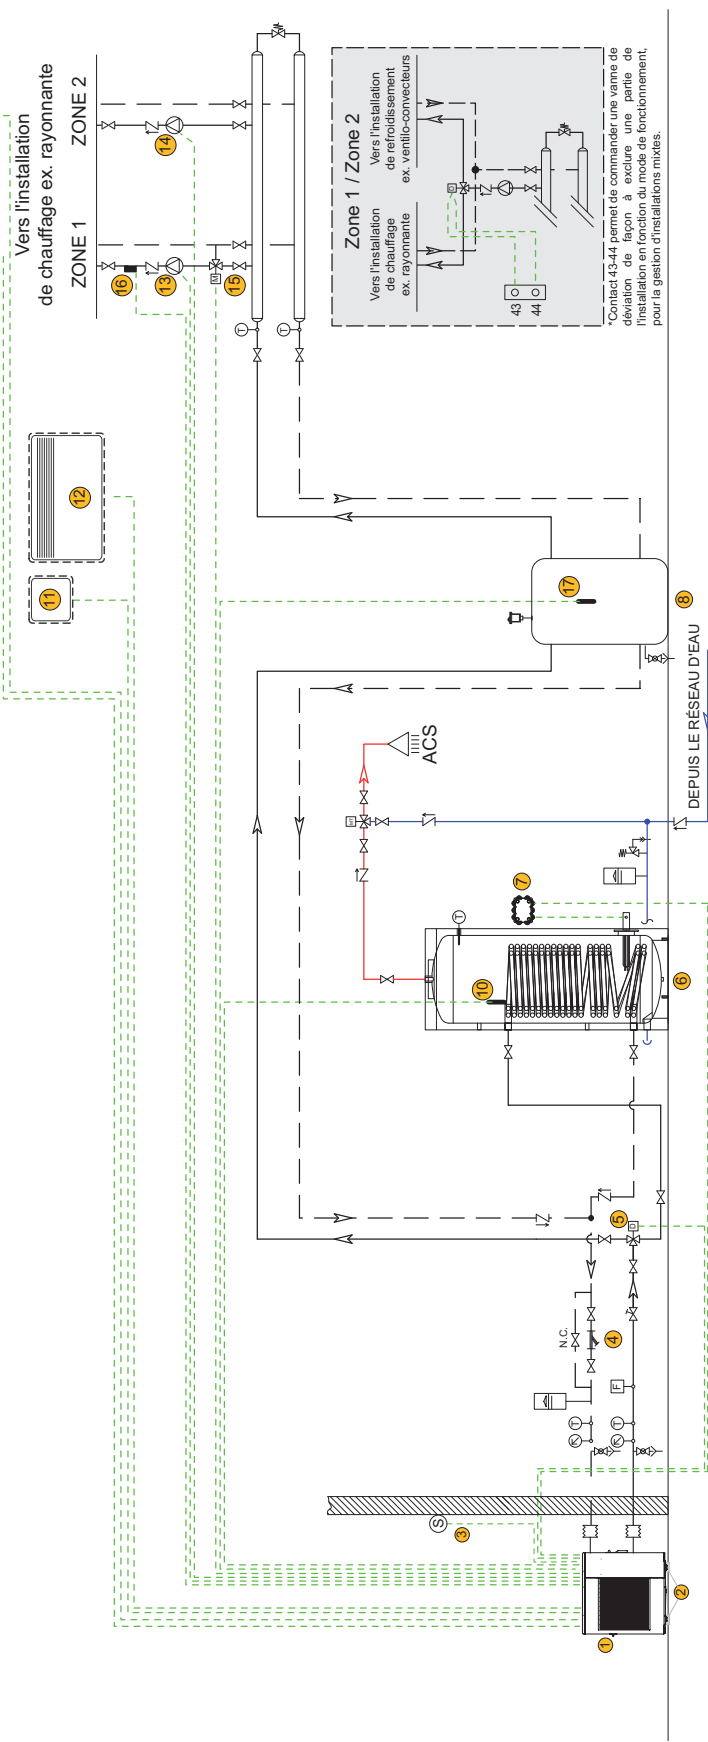 Vers l'installation
de chauffage ex. rayonnante
ZONE 1
ZONE 2
16
13
14
15
M
T
T
12
11
Zone 1 / Zone 2
Vers l'installation
de chauffage
ex. rayonnante
Vers l'installation
de refroidissement
ex. ventilo-convecteurs
D
43
44
*Contact 43-44 permet de commander une vanne de
déviation de façon à exclure une partie de
l'installation en fonction du mode de fonctionnement,
pour la gestion d'installations mixtes.
17
8
ACS
MT
DEPUIS LE RÉSEAU D'EAU
7
T
10
6
5
D
N.C.
4
F
T
T
S
3
1
2